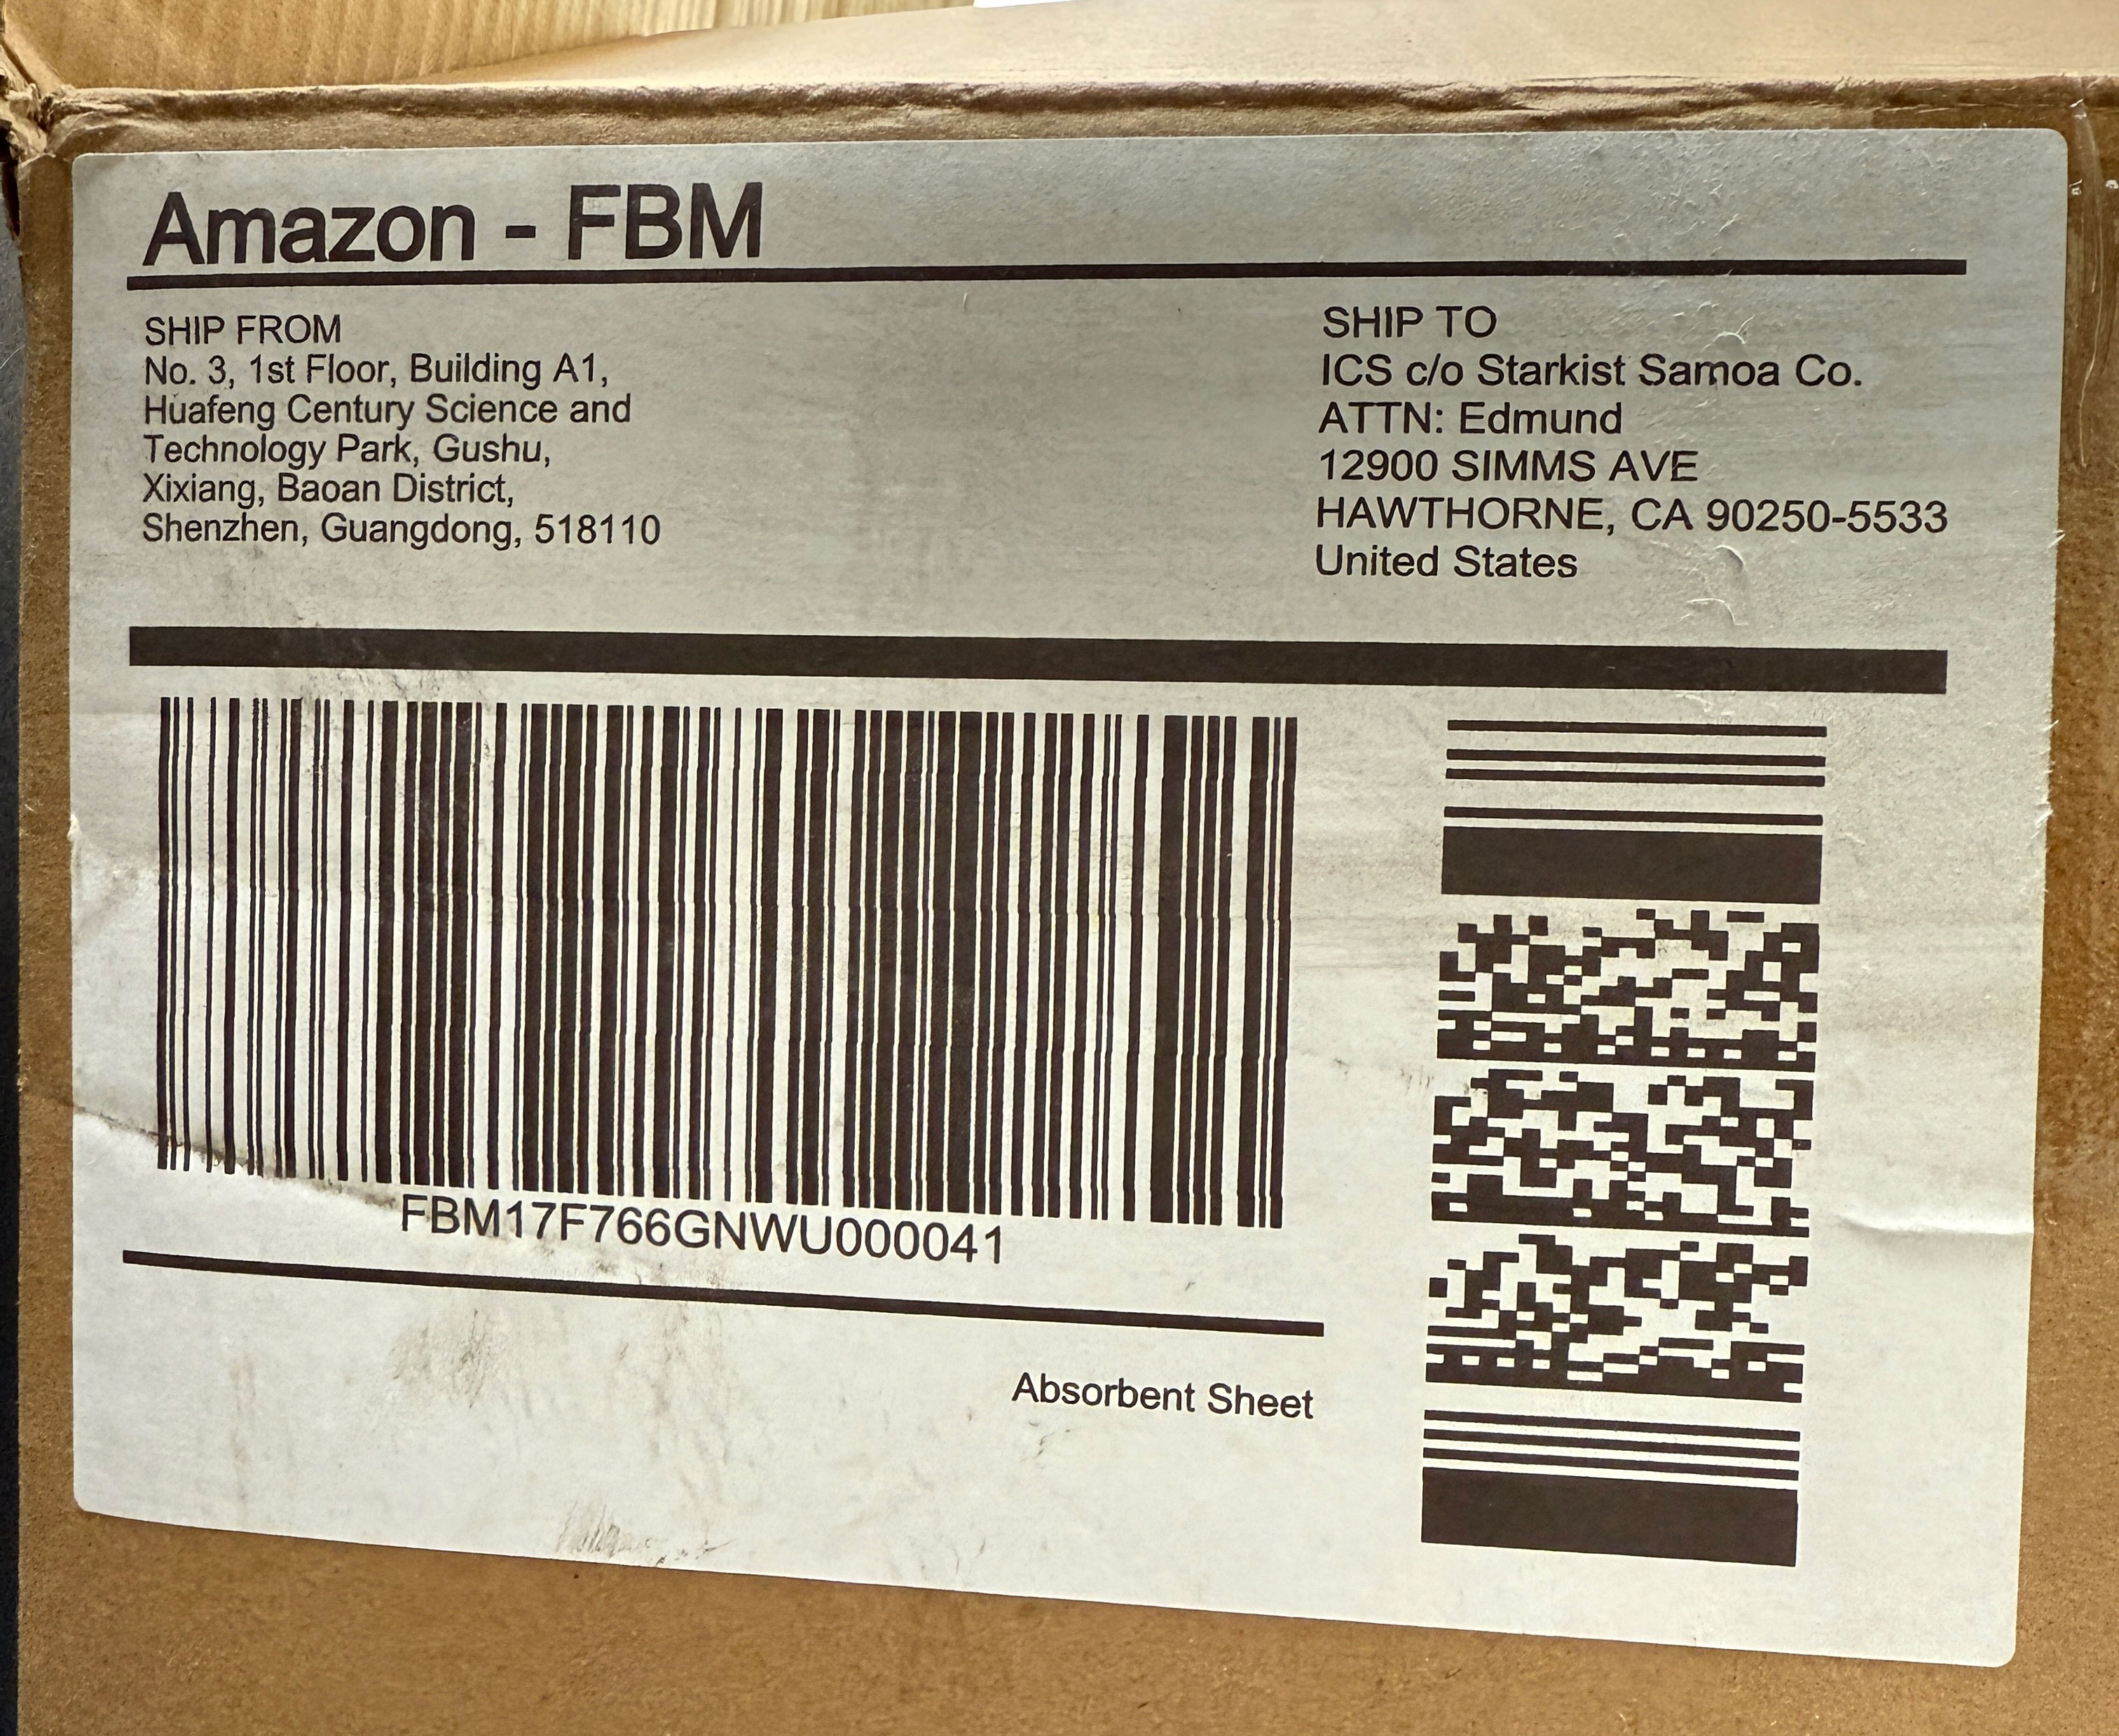 Amazon - FBM
SHIP FROM
No. 3, 1st Floor, Building A1,
Huafeng Century Science and
Technology Park, Gushu,
Xixiang, Baoan District,
Shenzhen, Guangdong, 518110
SHIP TO
ICS c/o Starkist Samoa Co.
ATTN: Edmund
12900 SIMMS AVE
HAWTHORNE, CA 90250-5533
United States
FBM17F766GNWU000041
Absorbent Sheet